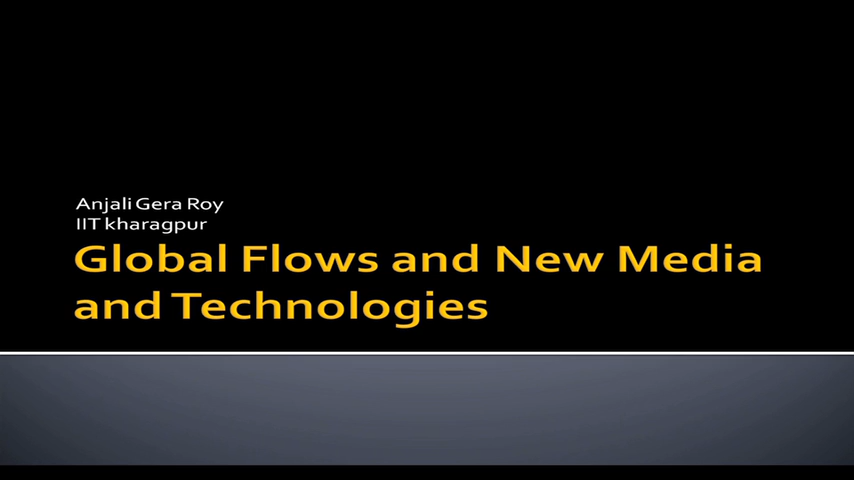 Anjali Gera Roy
IIT kharagpur
Global Flows and New Media
and Technologies